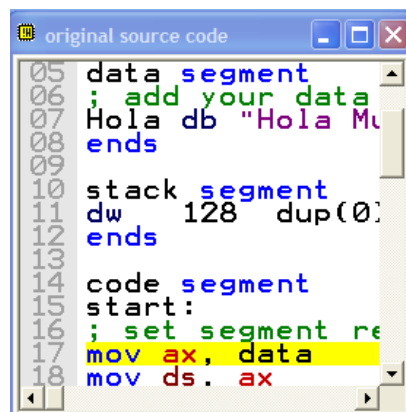 original source code
05 data segment
06 ; add your data
07 Hola db "Hola Mu
08 ends
09
10 stack segment
11 dw 128 dup(0)
12 ends
13
14 code segment
15 start:
16 ; set segment re
17 mov ax, data
18 mov ds, ax